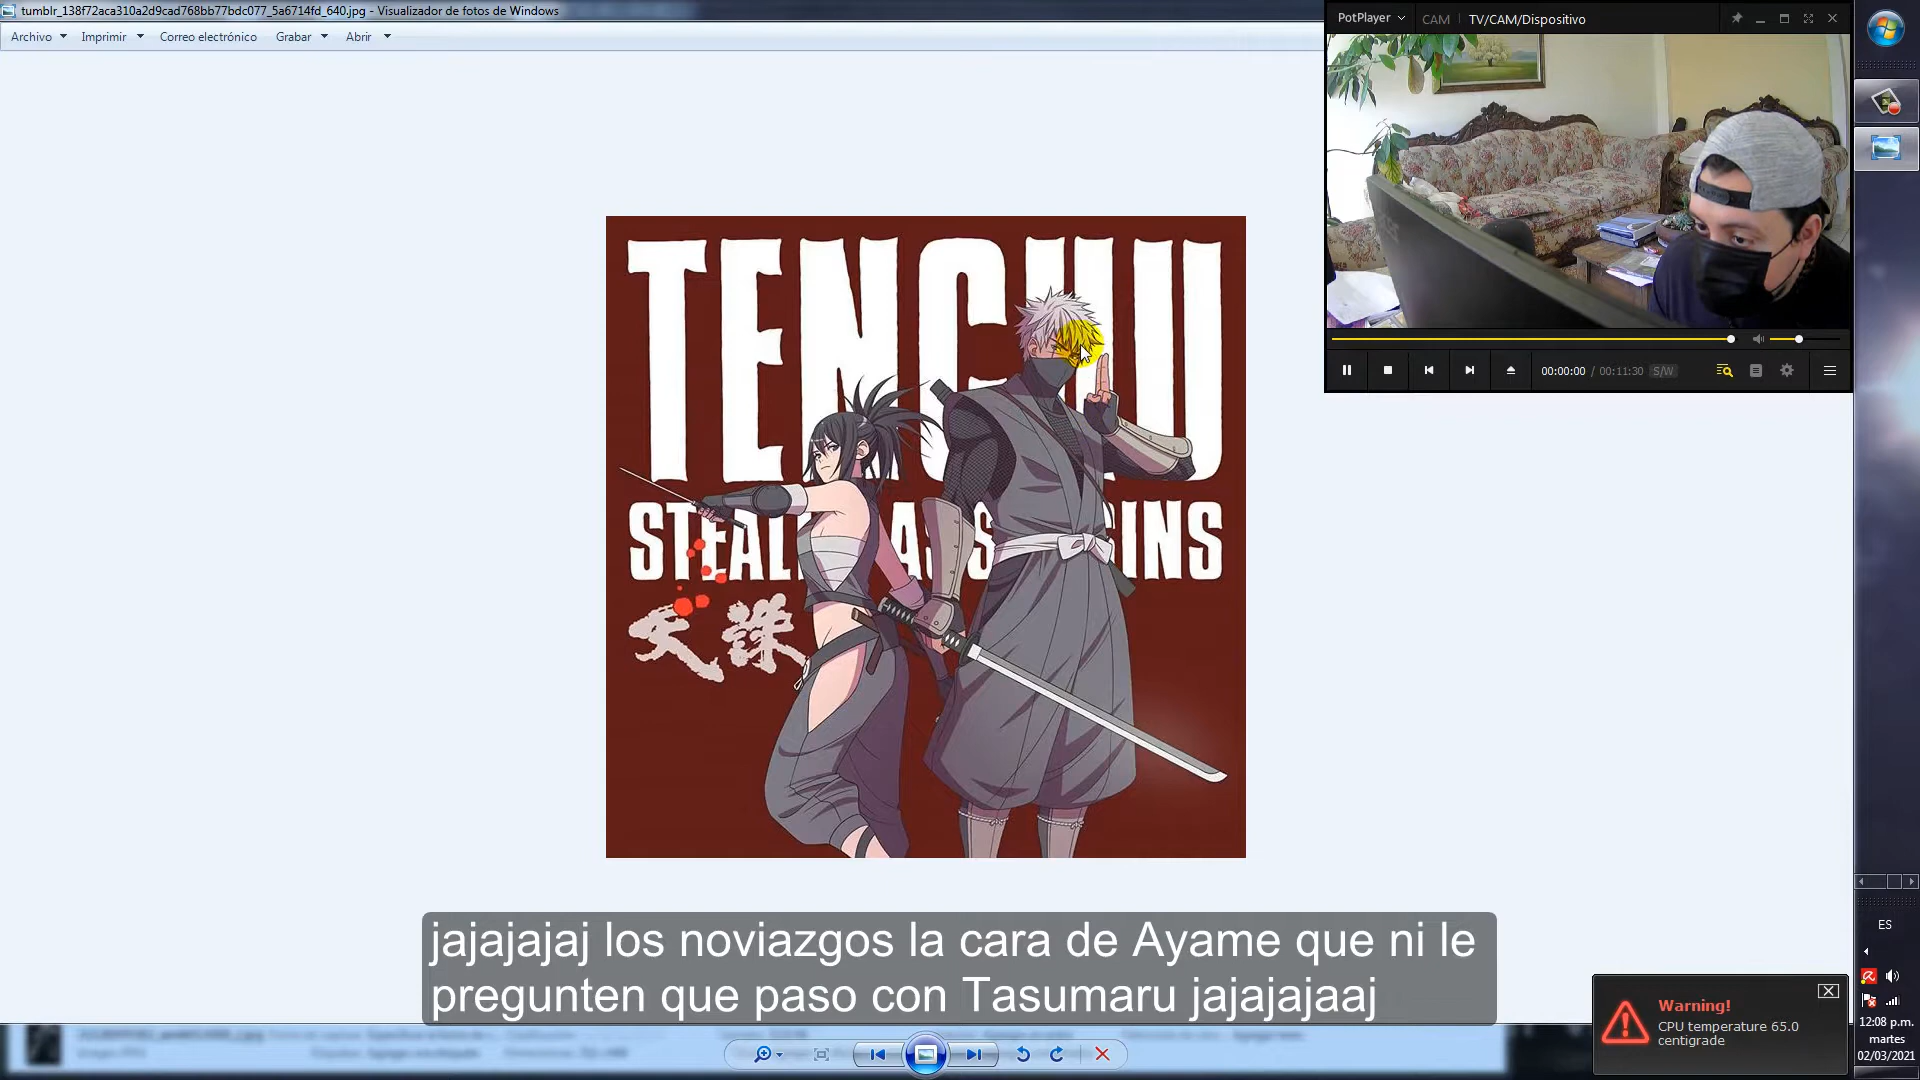 tumblr_138f72aca310a2d9cad768bb77bdc077_5a6714fd_640.jpg - Visualizador de fotos de Windows
Archivo Imprimir Correo electrónico Grabar Abrir
PotPlayer CAM TV/CAM/Dispositivo
00:00:00 / 00:11:30 S/W
TENCHU
STEAL ASS INS
天誅
jajajajaj los noviazgos la cara de Ayame que ni le
pregunten que paso con Tasumaru jajajajaaj
Warning!
CPU temperature 65.0
centigrade
ES
12:08 p.m.
martes
02/03/2021